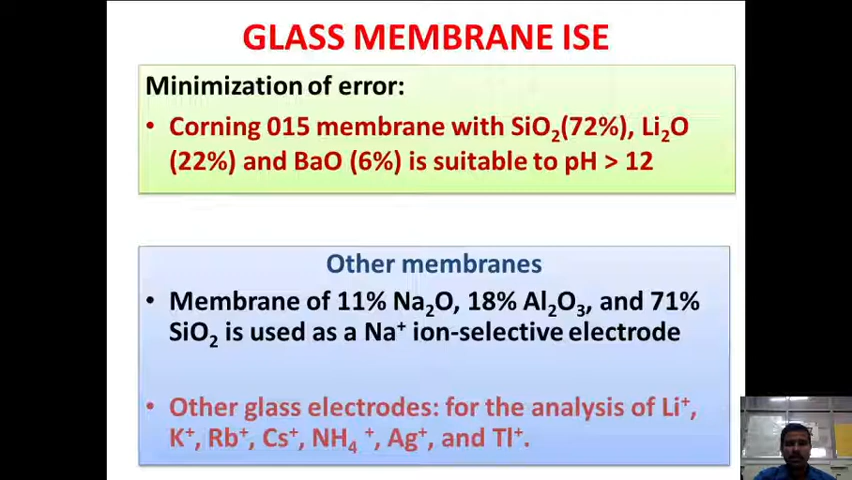 GLASS MEMBRANE ISE
Minimization of error:
• Corning 015 membrane with SiO₂(72%), Li₂O
(22%) and BaO (6%) is suitable to pH > 12
Other membranes
• Membrane of 11% Na₂O, 18% Al₂O₃, and 71%
SiO₂ is used as a Na⁺ ion-selective electrode
• Other glass electrodes: for the analysis of Li⁺,
K⁺, Rb⁺, Cs⁺, NH₄ ⁺, Ag⁺, and Tl⁺.